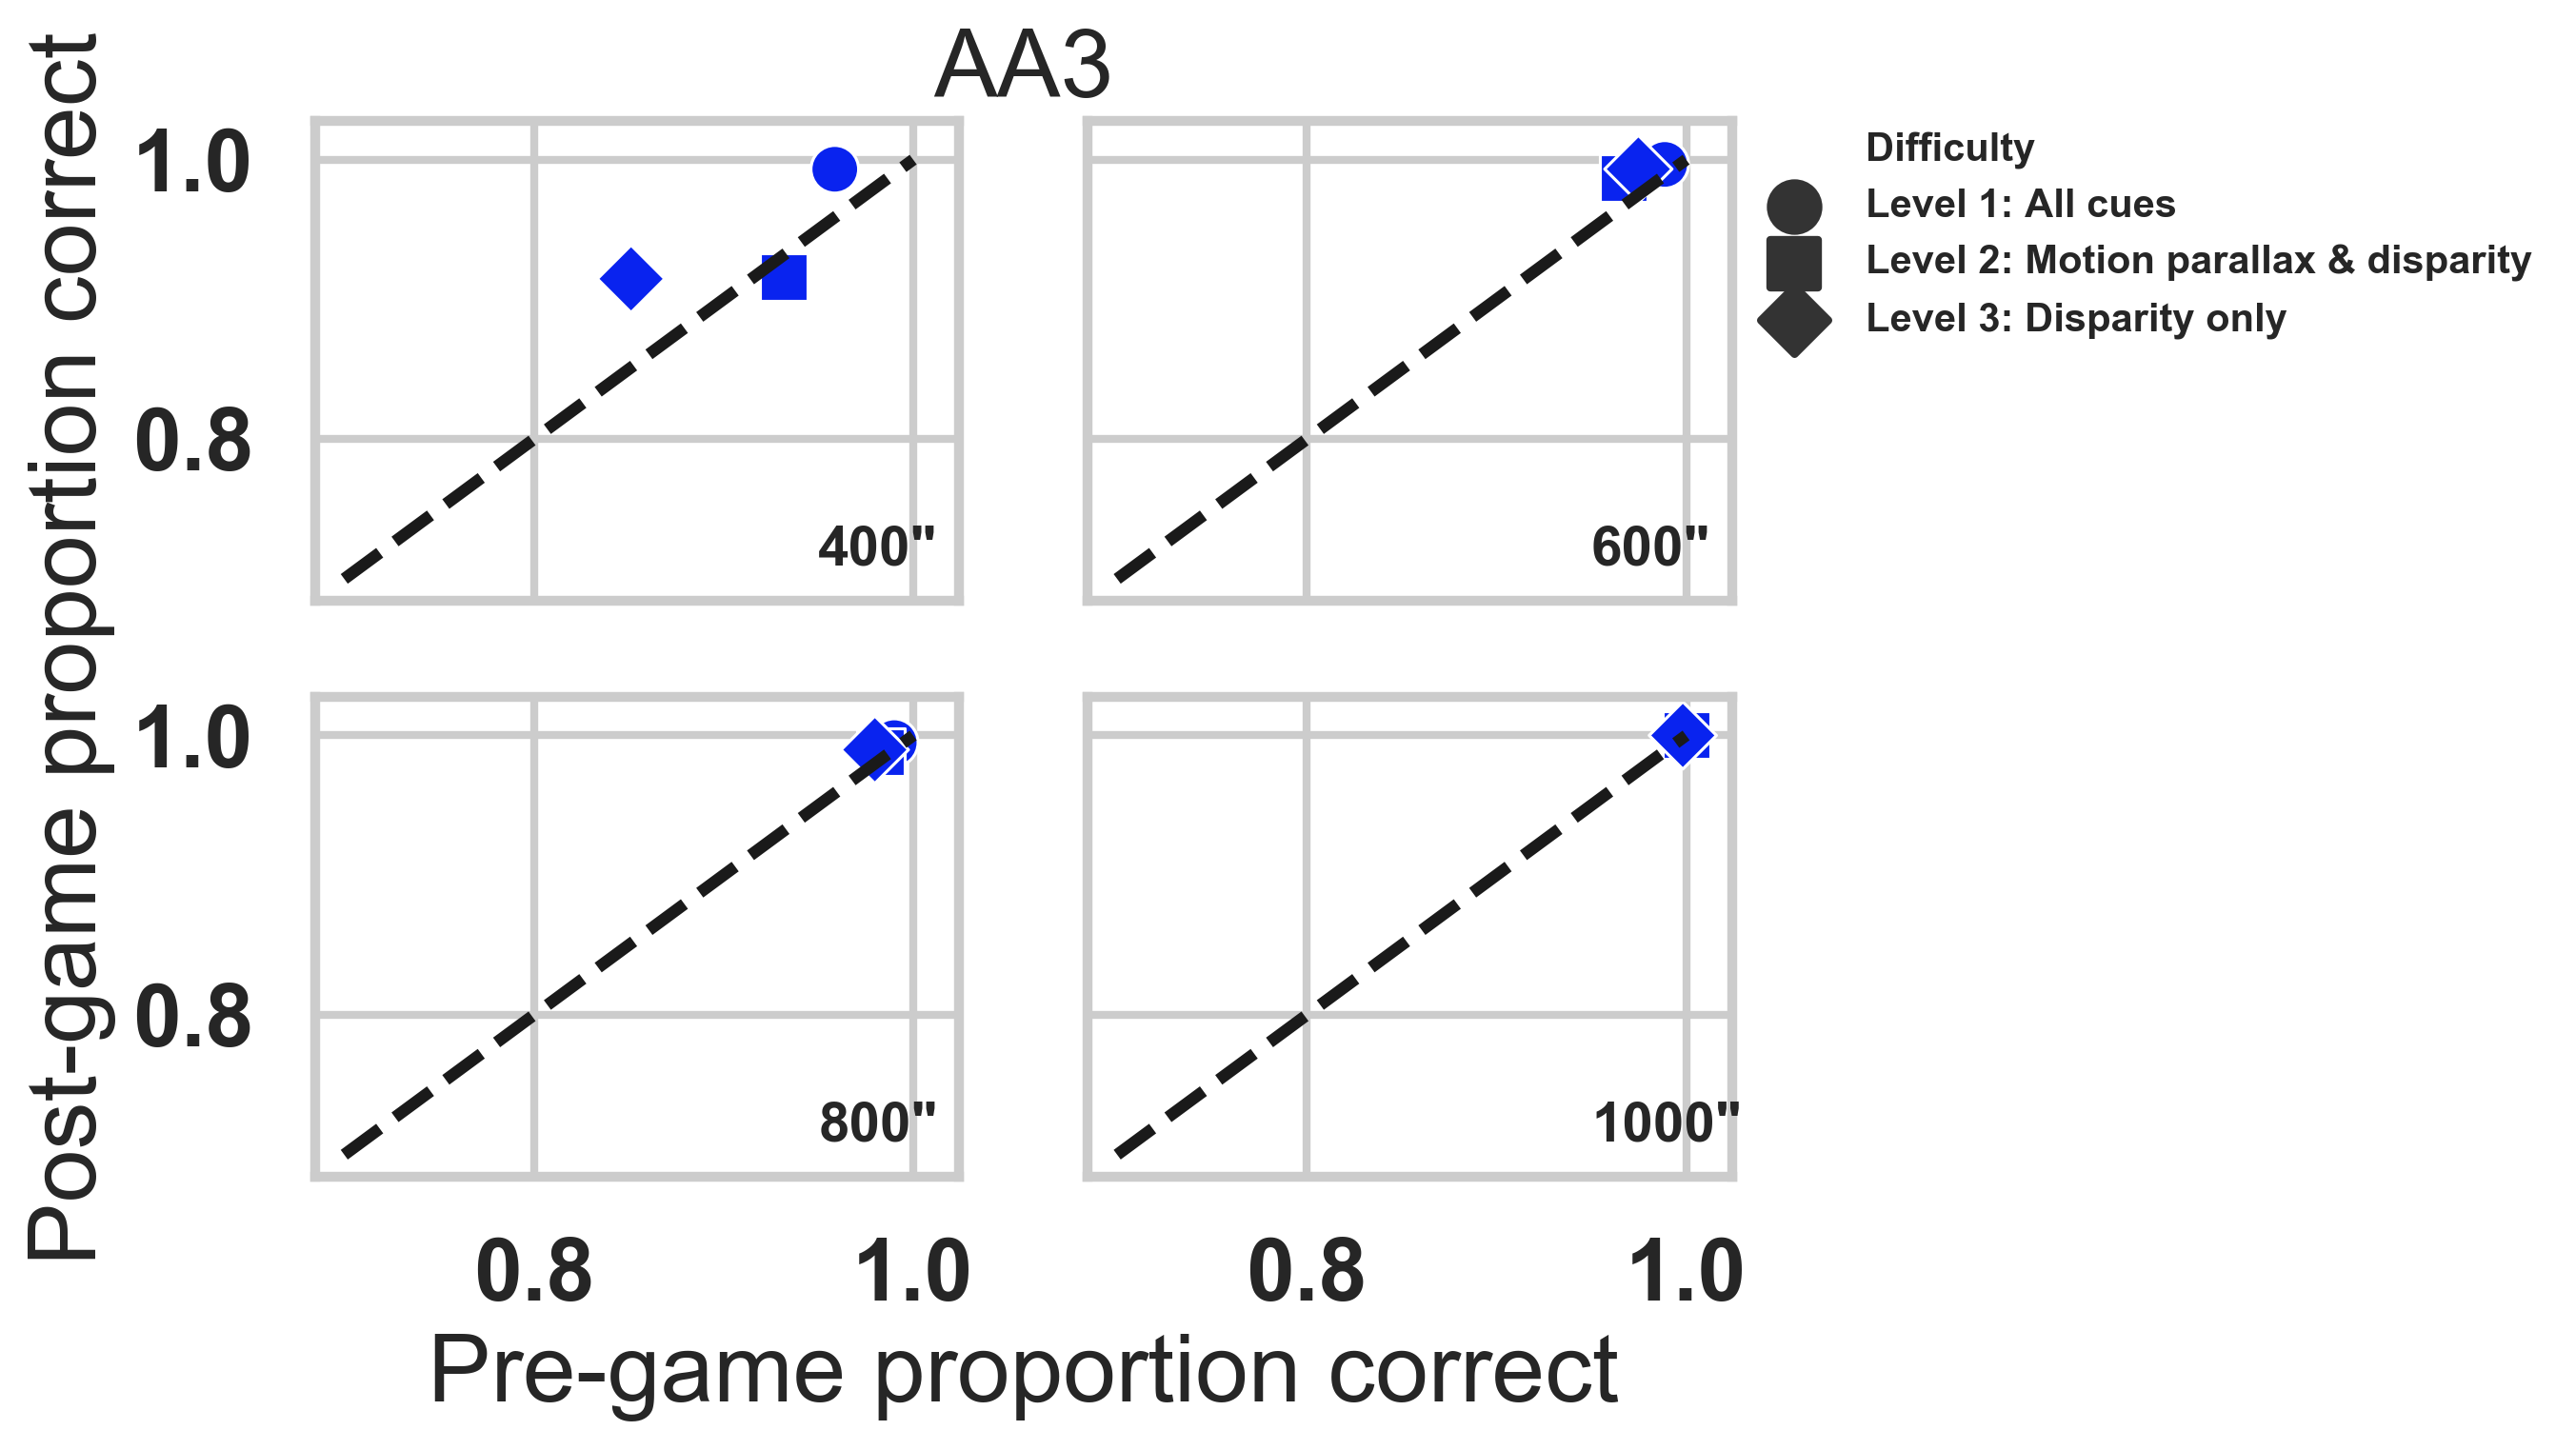 AA3
Post-game proportion correct
1.0
0.8
400"
600"
Difficulty
Level 1: All cues
Level 2: Motion parallax & disparity
Level 3: Disparity only
1.0
0.8
800"
1000"
0.8
1.0
0.8
1.0
Pre-game proportion correct